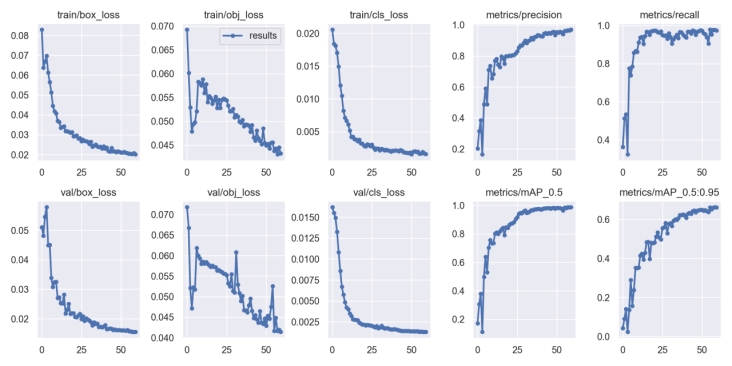 train/box_loss
train/obj_loss
train/cls_loss
metrics/precision
metrics/recall
0.08
0.07
0.06
0.05
0.04
0.03
0.02
0 25 50
0.070
0.065
0.060
0.055
0.050
0.045
results
0 25 50
0.020
0.015
0.010
0.005
0 25 50
1.0
0.8
0.6
0.4
0.2
0 25 50
1.0
0.8
0.6
0.4
0 25 50
val/box_loss
val/obj_loss
val/cls_loss
metrics/mAP_0.5
metrics/mAP_0.5:0.95
0.05
0.04
0.03
0.02
0 25 50
0.070
0.065
0.060
0.055
0.050
0.045
0.040
0 25 50
0.0150
0.0125
0.0100
0.0075
0.0050
0.0025
0 25 50
1.0
0.8
0.6
0.4
0.2
0 25 50
0.6
0.4
0.2
0.0
0 25 50